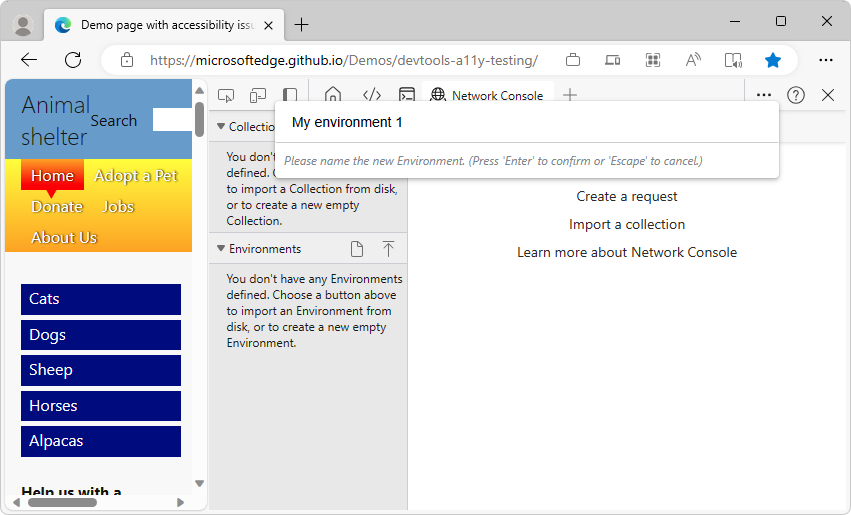 Demo page with accessibility issu
https://microsoftedge.github.io/Demos/devtools-a11y-testing/
Animal
shelter
Search
Home
Adopt a Pet
Donate
Jobs
About Us
Cats
Dogs
Sheep
Horses
Alpacas
Help us with a
Network Console
My environment 1
Please name the new Environment. (Press 'Enter' to confirm or 'Escape' to cancel.)
Collectio
You don't
defined. C
to import a Collection from disk,
or to create a new empty
Collection.
Environments
You don't have any Environments
defined. Choose a button above
to import an Environment from
disk, or to create a new empty
Environment.
Create a request
Import a collection
Learn more about Network Console